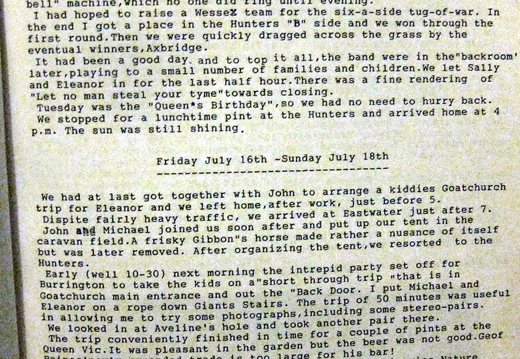 bell" machine,which no one did ring until evening.
I had hoped to raise a WesseX team for the six-a-side tug-of-war. In
the end I got a place in the Hunters "B" side and we won through the
first round.Then we were quickly dragged across the grass by the
eventual winners,Axbridge.
It had been a good day. and to top it all,the band were in the"backroom'
later,playing to a small number of families and children.We let Sally
and Eleanor in for the last half hour.There was a fine rendering of
"Let no man steal your tyme"towards closing.
Tuesday was the "Queen"s Birthday",so we had no need to hurry back.
We stopped for a lunchtime pint at the Hunters and arrived home at 4
p.m. The sun was still shining.
Friday July 16th -Sunday July 18th
We had at last got together with John to arrange a kiddies Goatchurch
trip for Eleanor and we left home,after work, just before 5.
Dispite fairly heavy traffic, we arrived at Eastwater just after 7.
John and Michael joined us soon after and put up our tent in the
caravan field.A frisky Gibbon"s horse made rather a nusance of itself
but was later removed. After organizing the tent,we resorted to the
Hunters.
Early (well 10-30) next morning the intrepid party set off for
Burrington to take the kids on a"short through trip "that is in
Goatchurch main entrance and out the "Back Door. I put Michael and
Eleanor on a rope down Giants Stairs. The trip of 50 minutes was useful
in allowing me to try some photographs,including some stereo-pairs.
We looked in at Aveline's hole and took another pair there.
The trip conveniently finished in time for a couple of pints at the
Queen Vic.It was pleasant in the garden but the beer was not good.Geof
trade is too large for his bar!
Nature